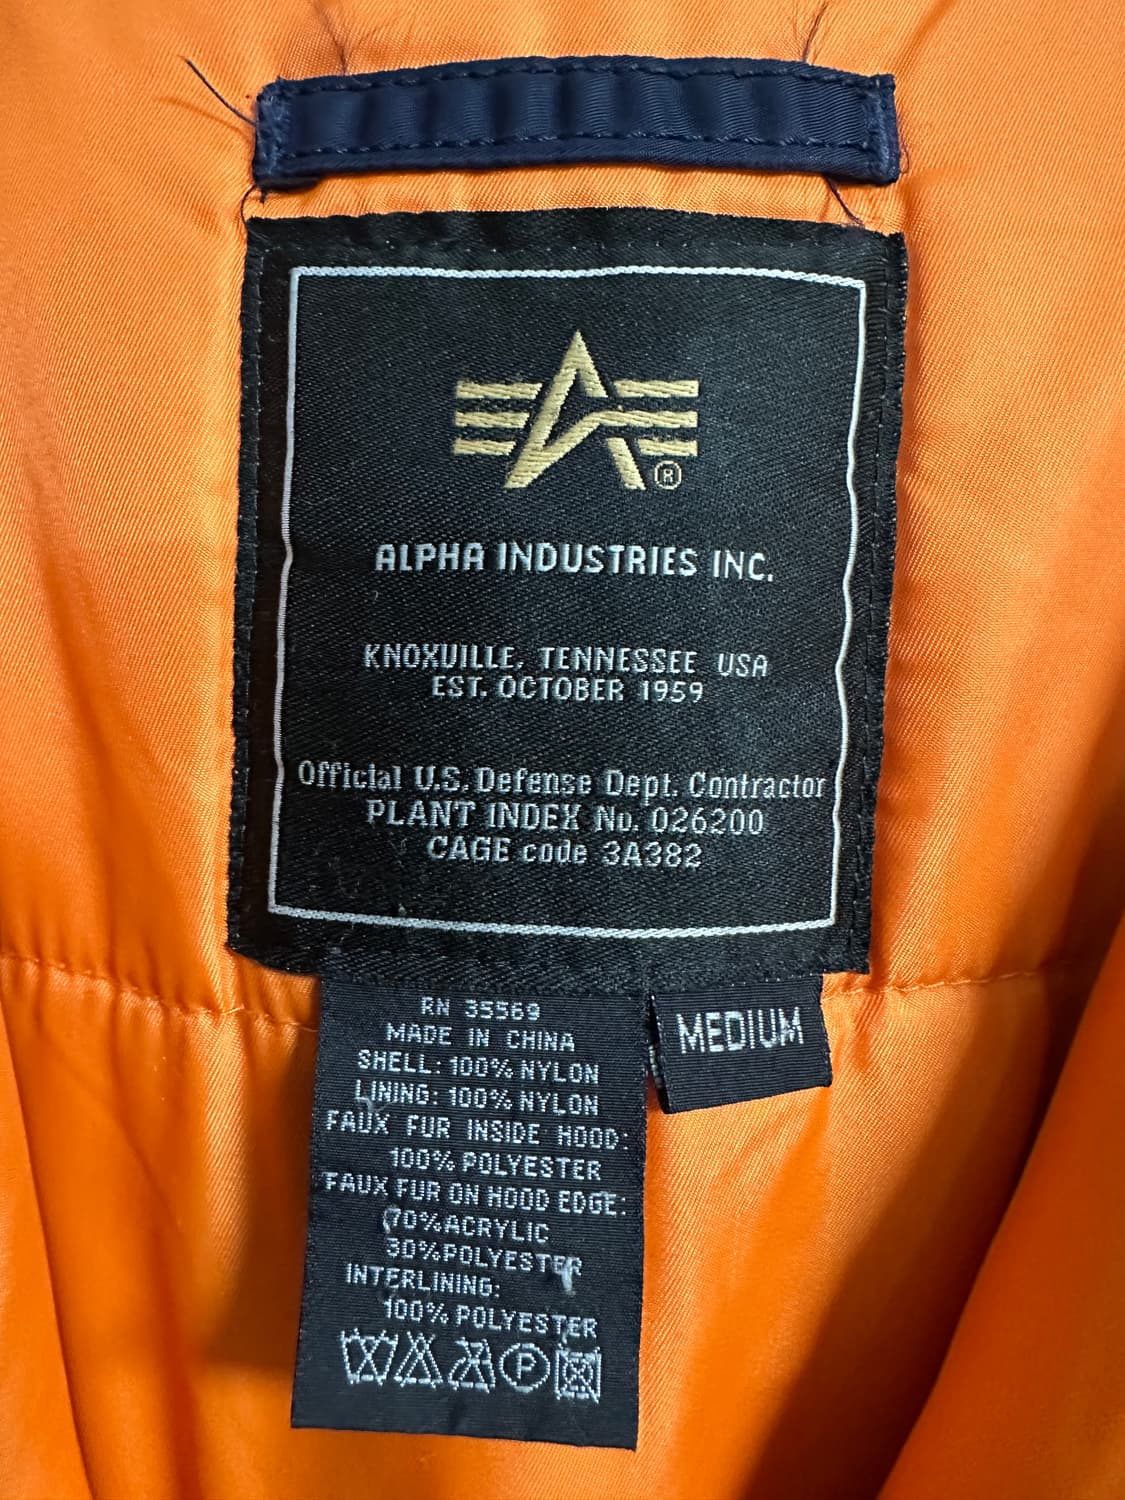 ®
ALPHA INDUSTRIES INC.
KNOXVILLE, TENNESSEE USA
EST. OCTOBER 1959
Official U.S. Defense Dept. Contractor
PLANT INDEX No. 026200
CAGE code 3A382
RN 35569
MADE IN CHINA
SHELL: 100% NYLON
LINING: 100% NYLON
FAUX FUR INSIDE HOOD:
100% POLYESTER
FAUX FUR ON HOOD EDGE:
70% ACRYLIC
30% POLYESTER
INTERLINING:
100% POLYESTER
P
MEDIUM